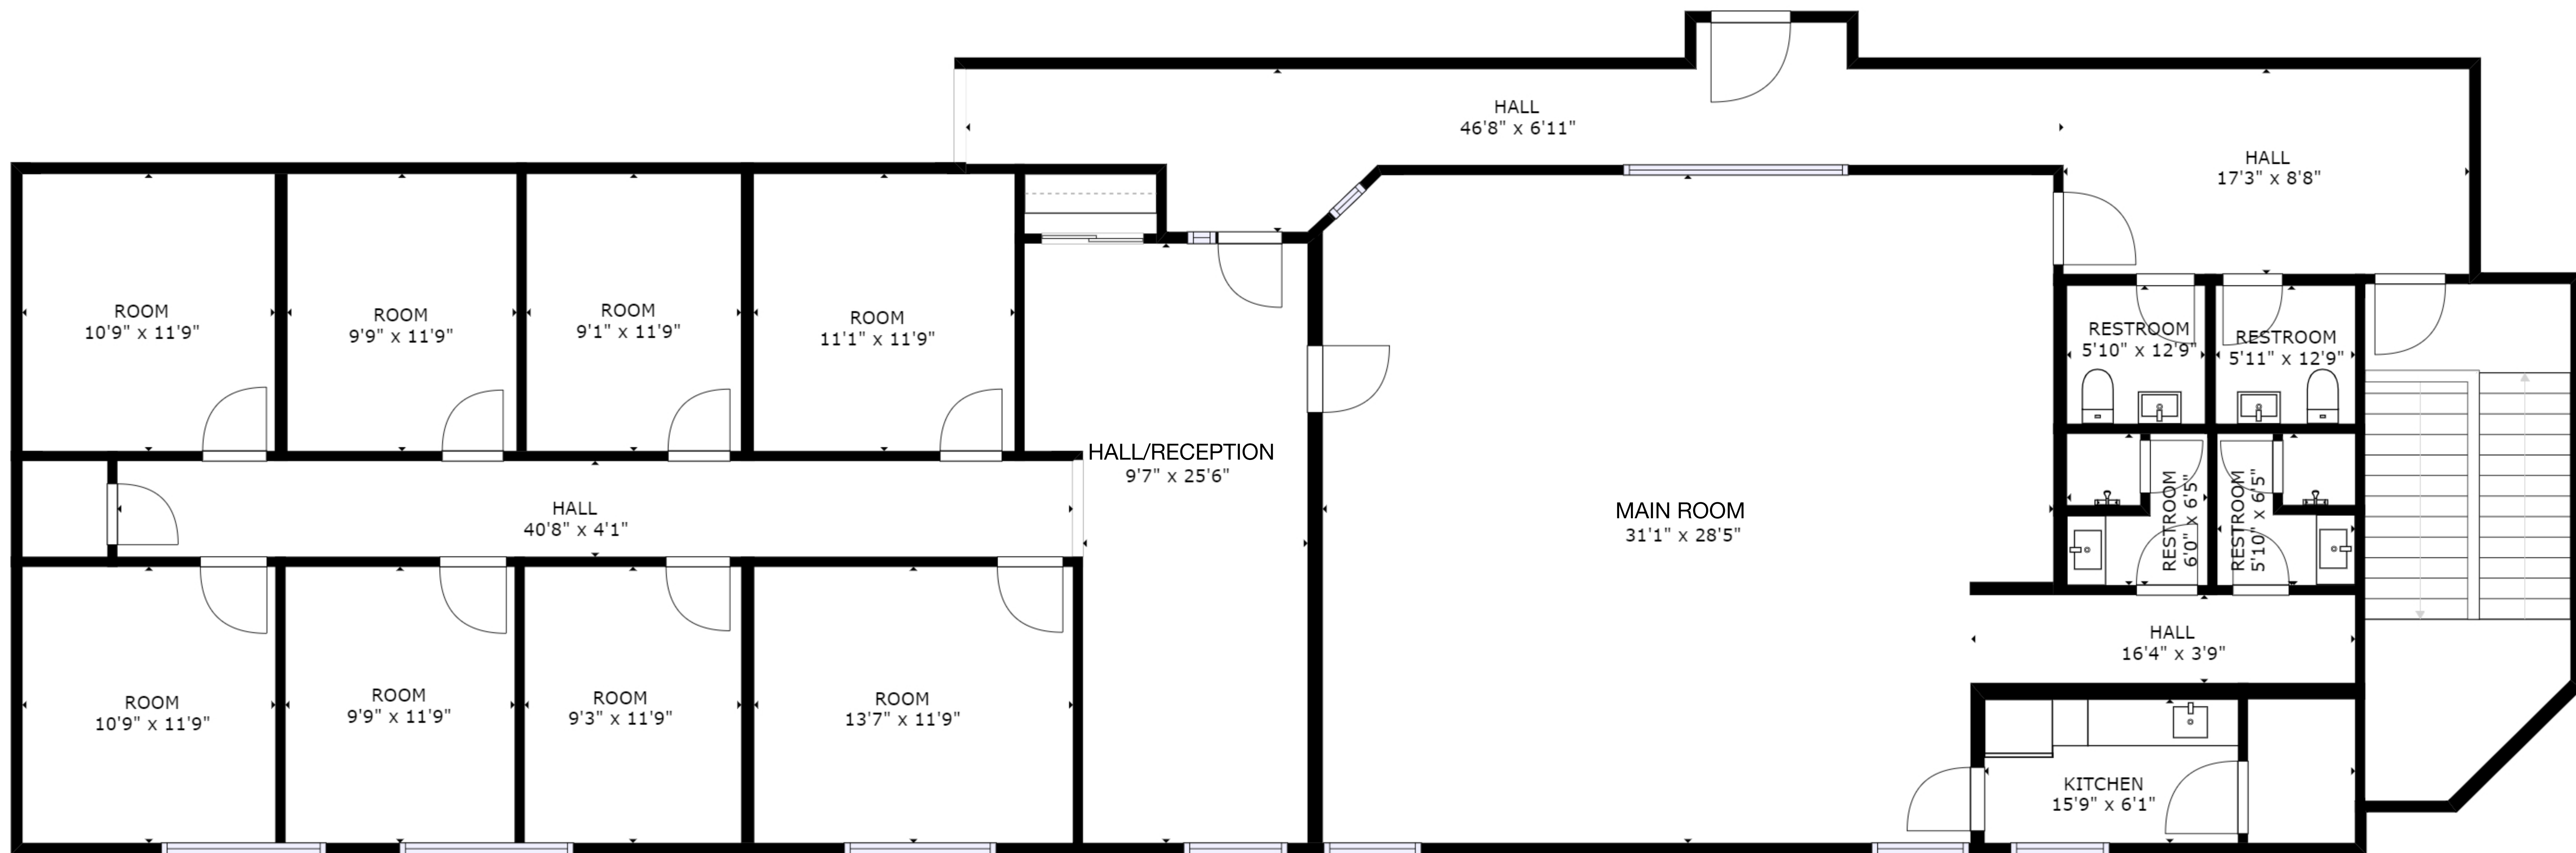 HALL
46'8" x 6'11"
HALL
17'3" x 8'8"
ROOM
10'9" x 11'9"
ROOM
9'9" x 11'9"
ROOM
9'1" x 11'9"
ROOM
11'1" x 11'9"
RESTROOM
5'10" x 12'9"
RESTROOM
5'11" x 12'9"
HALL/RECEPTION
9'7" x 25'6"
HALL
40'8" x 4'1"
MAIN ROOM
31'1" x 28'5"
RESTROOM
6'0" x 6'5"
RESTROOM
5'10" x 6'5"
HALL
16'4" x 3'9"
ROOM
10'9" x 11'9"
ROOM
9'9" x 11'9"
ROOM
9'3" x 11'9"
ROOM
13'7" x 11'9"
KITCHEN
15'9" x 6'1"